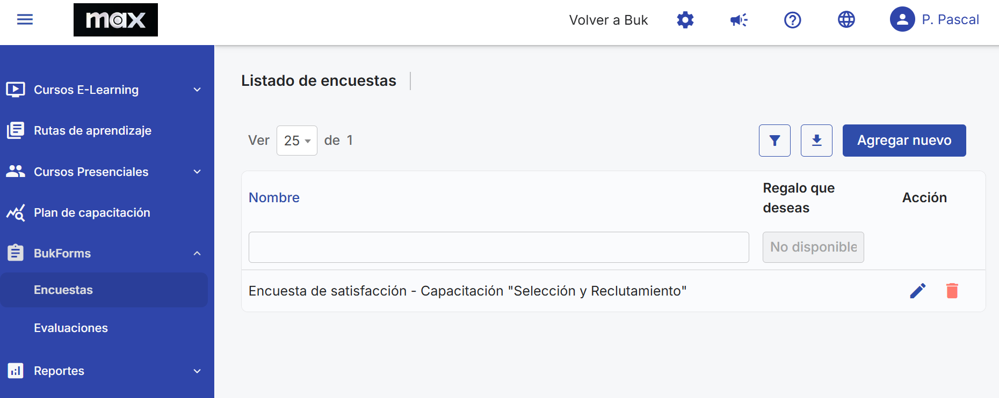 max
Volver a Buk
P. Pascal
Cursos E-Learning
Rutas de aprendizaje
Cursos Presenciales
Plan de capacitación
BukForms
Encuestas
Evaluaciones
Reportes
Listado de encuestas
Ver 25 de 1
Agregar nuevo
Nombre
Regalo que
deseas
Acción
No disponible
Encuesta de satisfacción - Capacitación "Selección y Reclutamiento"